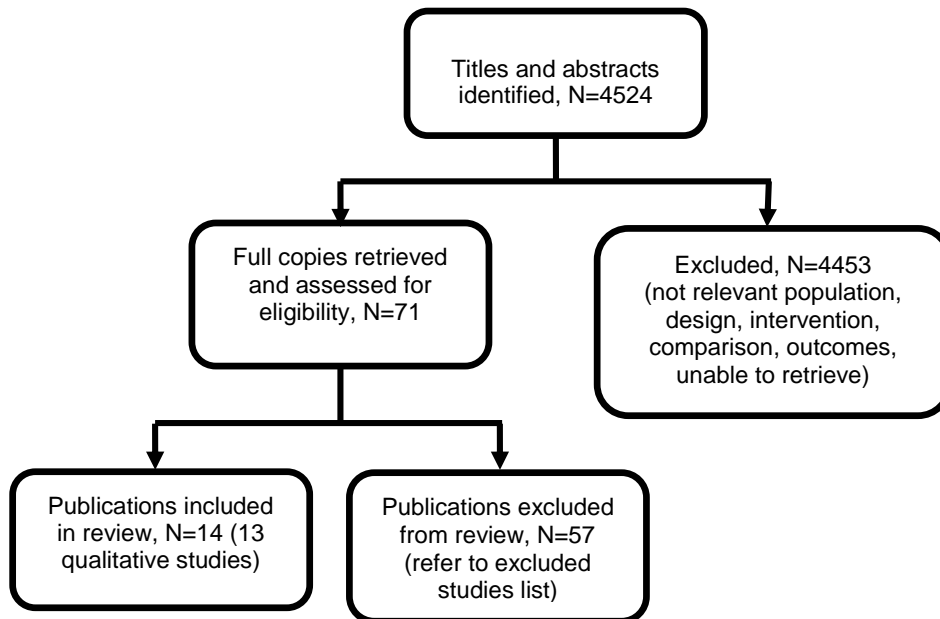 Titles and abstracts
identified, N=4524
Full copies retrieved
and assessed for
eligibility, N=71
Excluded, N=4453
(not relevant population,
design, intervention,
comparison, outcomes,
unable to retrieve)
Publications included
in review, N=14 (13
qualitative studies)
Publications excluded
from review, N=57
(refer to excluded
studies list)